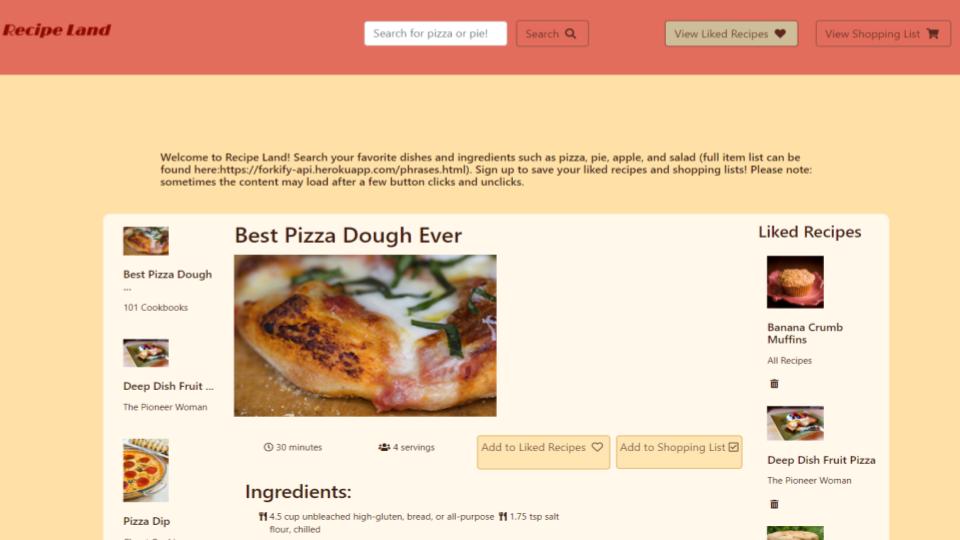 Recipe Land
Search for pizza or pie!
Search
View Liked Recipes
View Shopping List
Welcome to Recipe Land! Search your favorite dishes and ingredients such as pizza, pie, apple, and salad (full item list can be
found here:https://forkify-api.herokuapp.com/phrases.html). Sign up to save your liked recipes and shopping lists! Please note:
sometimes the content may load after a few button clicks and unclicks.
Best Pizza Dough
...
101 Cookbooks
Deep Dish Fruit ...
The Pioneer Woman
Pizza Dip
Best Pizza Dough Ever
30 minutes
4 servings
Add to Liked Recipes
Add to Shopping List
Ingredients:
4.5 cup unbleached high-gluten, bread, or all-purpose
flour, chilled
1.75 tsp salt
Liked Recipes
Banana Crumb
Muffins
All Recipes
Deep Dish Fruit Pizza
The Pioneer Woman